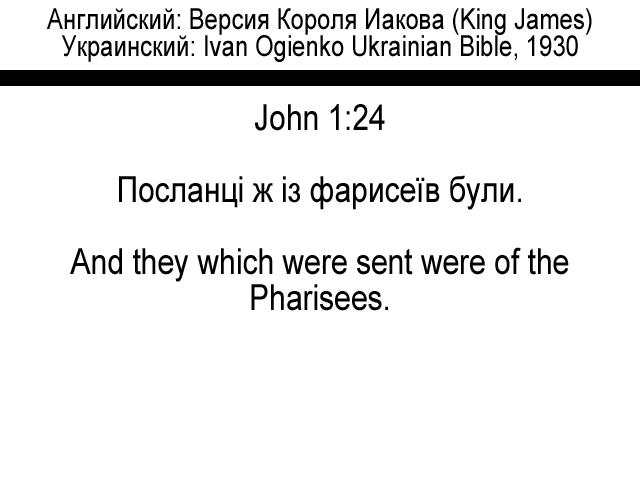 Английский: Версия Короля Иакова (King James)
Украинский: Ivan Ogienko Ukrainian Bible, 1930
John 1:24
Посланці ж із фарисеїв були.
And they which were sent were of the
Pharisees.